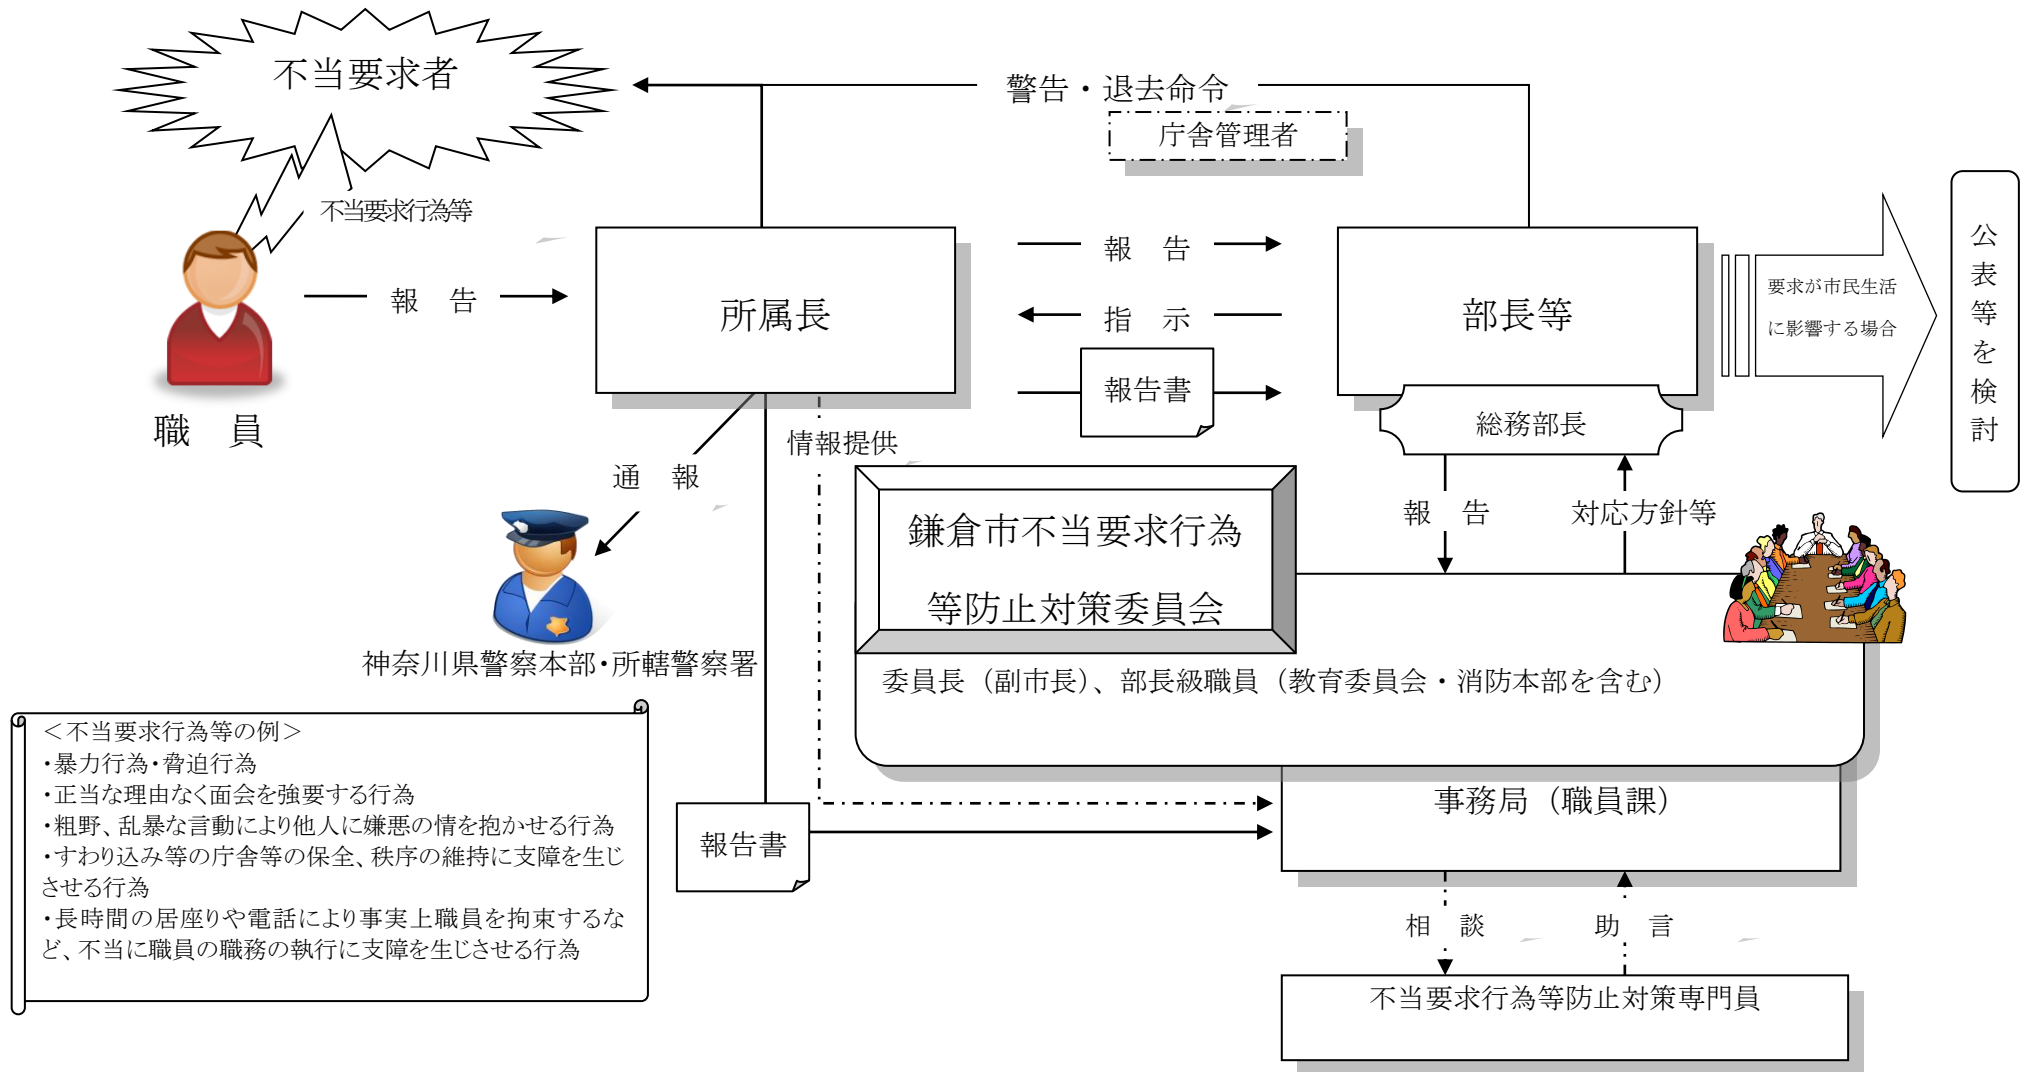 不当要求者
警告・退去命令
庁舎管理者
不当要求行為等
報　告
所属長
報　告
指　示
報告書
部長等
総務部長
要求が市民生活
に影響する場合
公表等を検討
職　員
情報提供
通　報
神奈川県警察本部・所轄警察署
報　告
対応方針等
鎌倉市不当要求行為
等防止対策委員会
委員長（副市長）、部長級職員（教育委員会・消防本部を含む）
＜不当要求行為等の例＞
・暴力行為・脅迫行為
・正当な理由なく面会を強要する行為
・粗野、乱暴な言動により他人に嫌悪の情を抱かせる行為
・すわり込み等の庁舎等の保全、秩序の維持に支障を生じ
させる行為
・長時間の居座りや電話により事実上職員を拘束するな
ど、不当に職員の職務の執行に支障を生じさせる行為
報告書
事務局（職員課）
相　談
助　言
不当要求行為等防止対策専門員